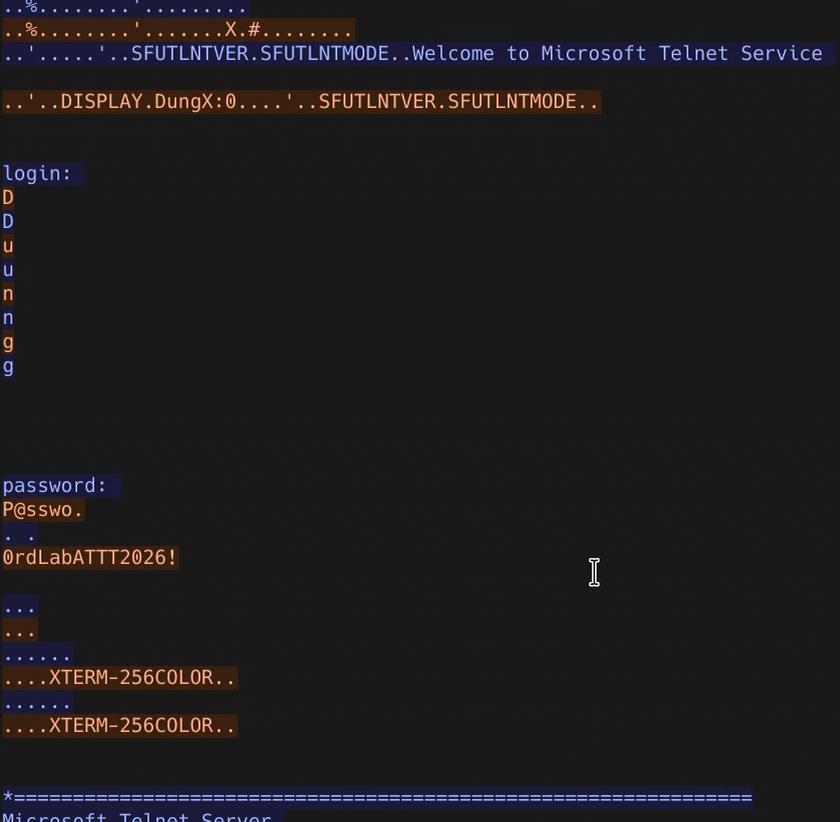 ..%........'.........
..%........'.......X.#........
..'.....'..SFUTLNTVER.SFUTLNTMODE..Welcome to Microsoft Telnet Service
..'..DISPLAY.DungX:0....'..SFUTLNTVER.SFUTLNTMODE..
login:
D
D
u
u
n
n
g
g
password:
P@sswo.
. .
0rdLabATTT2026!
...
...
......
....XTERM-256COLOR..
......
....XTERM-256COLOR..
*===============================================================
Microsoft Telnet Server.